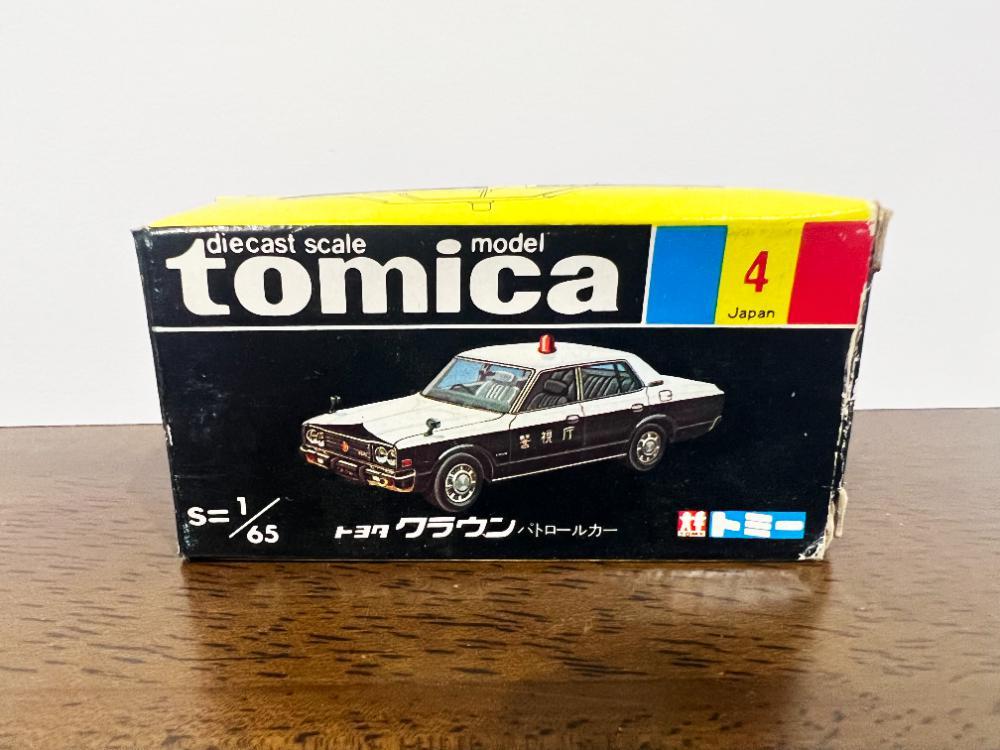 diecast scale model
tomica
4
Japan
警視庁
S=1/65
トヨタ クラウン パトロールカー
TOMY
トミー